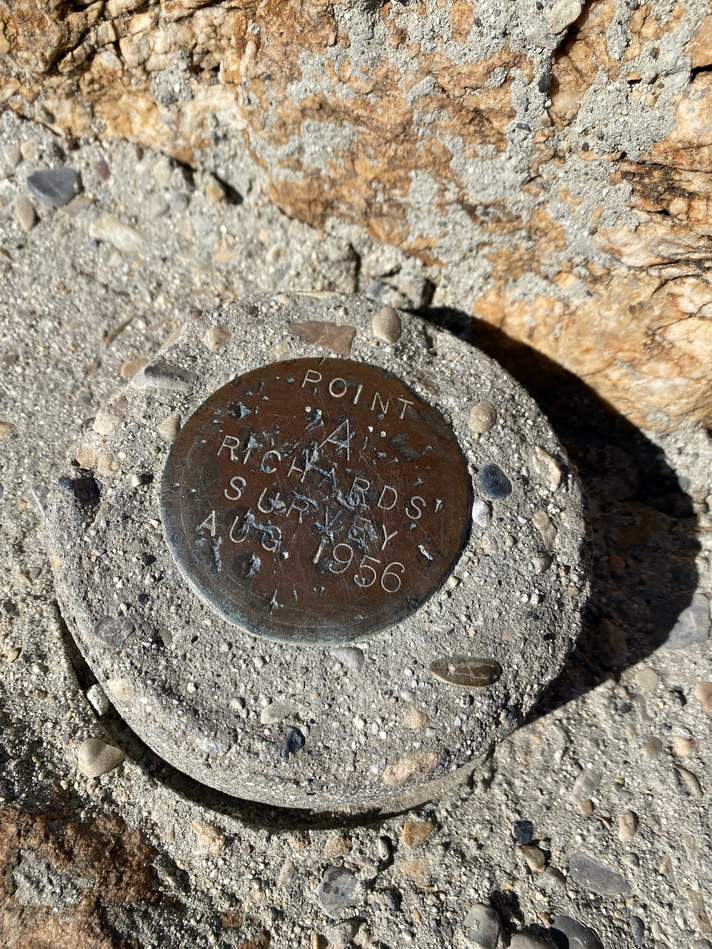 POINT
A
RICHARDS
SURVEY
AUG 1956